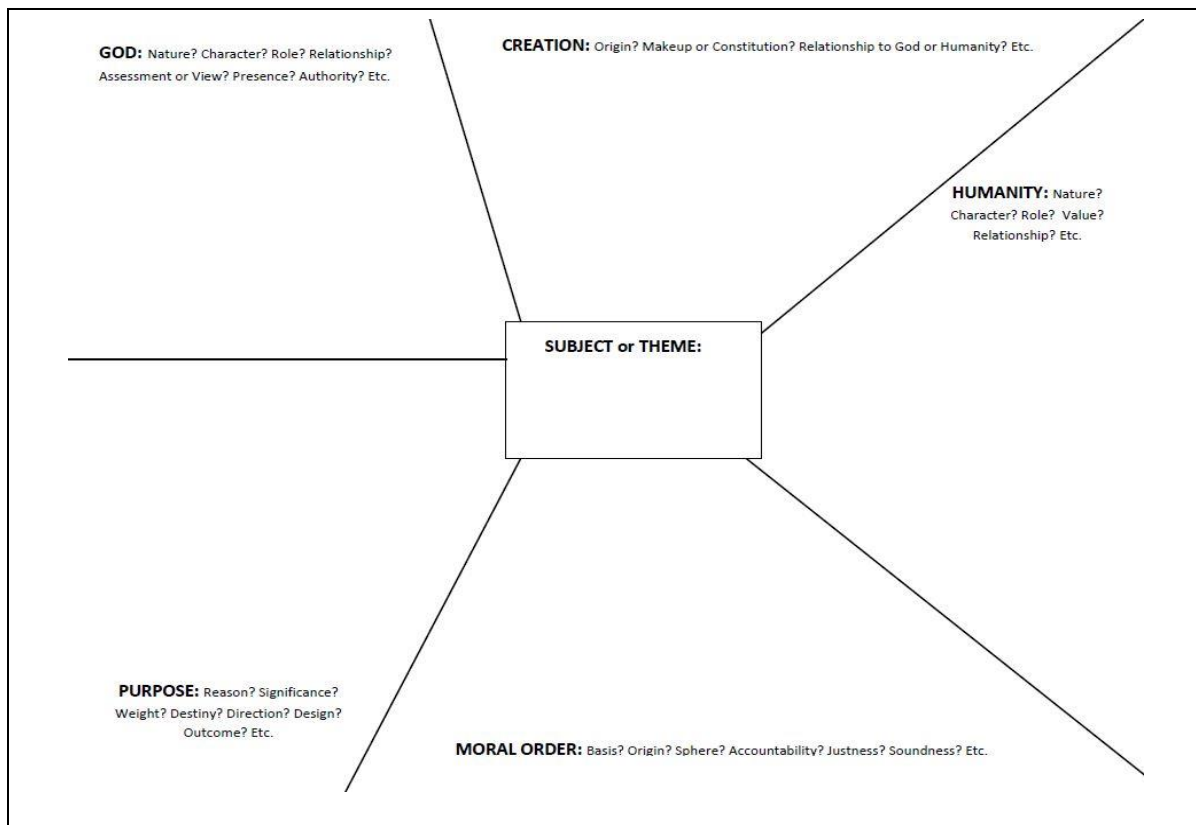 GOD: Nature? Character? Role? Relationship?
Assessment or View? Presence? Authority? Etc.
CREATION: Origin? Makeup or Constitution? Relationship to God or Humanity? Etc.
HUMANITY: Nature?
Character? Role? Value?
Relationship? Etc.
SUBJECT or THEME:
PURPOSE: Reason? Significance?
Weight? Destiny? Direction? Design?
Outcome? Etc.
MORAL ORDER: Basis? Origin? Sphere? Accountability? Justness? Soundness? Etc.